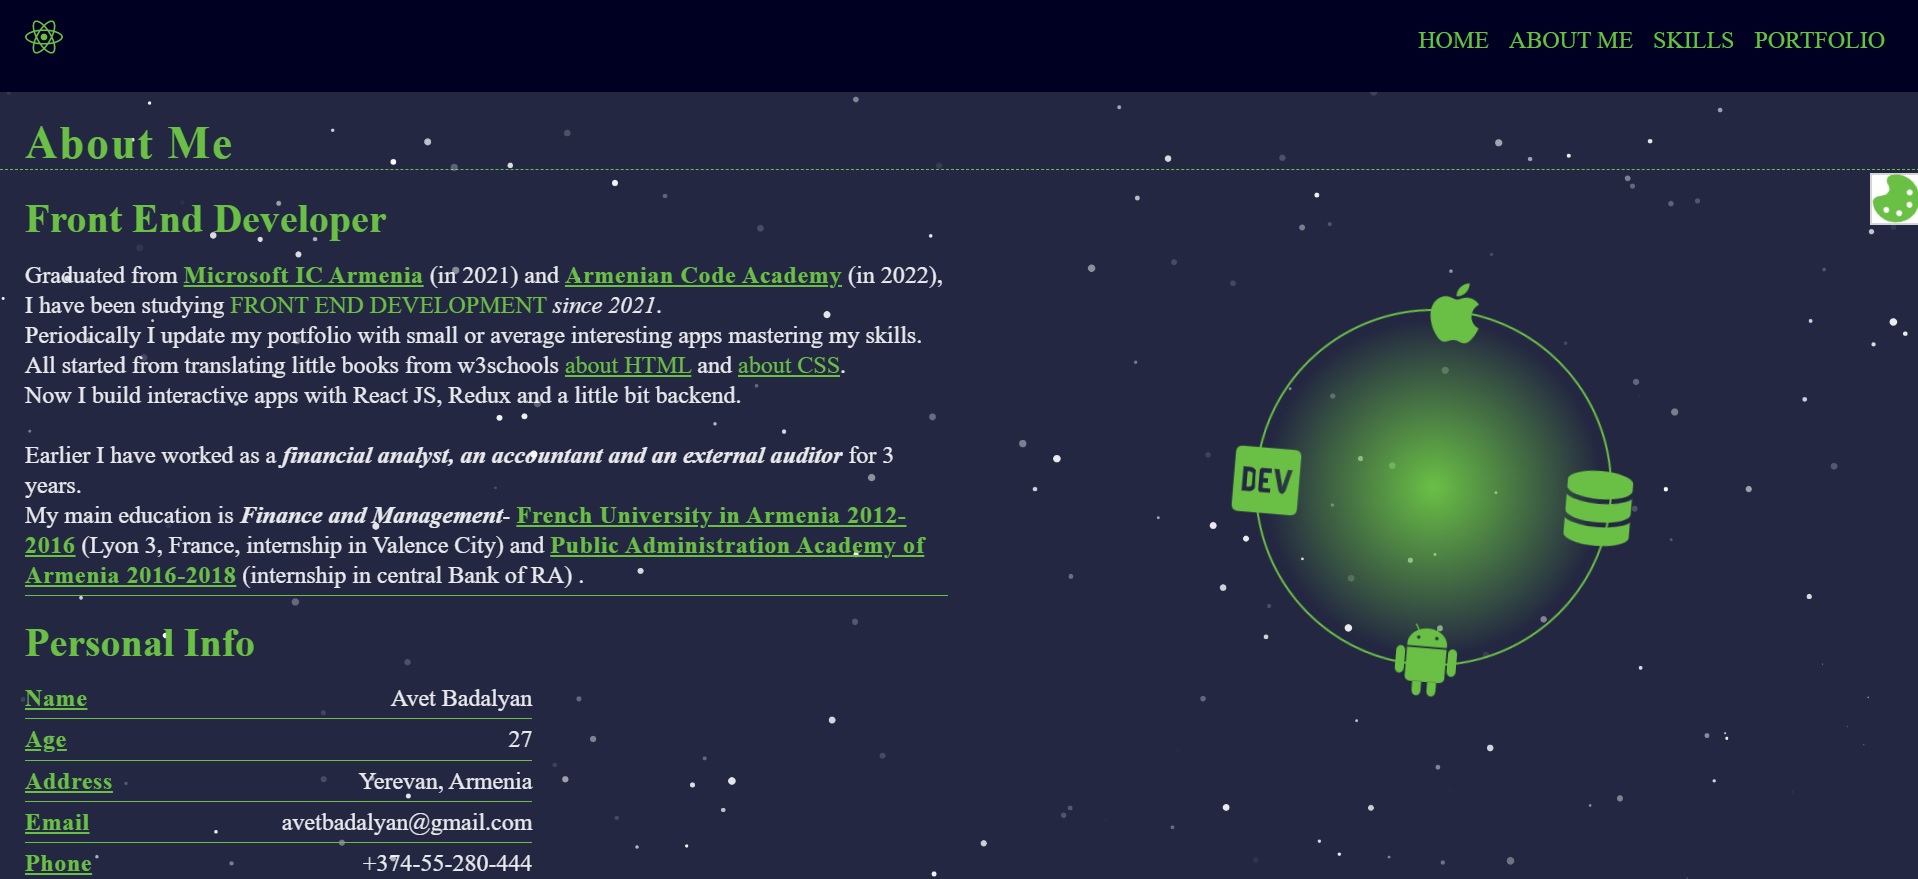 HOME ABOUT ME SKILLS PORTFOLIO
About Me
Front End Developer
Graduated from Microsoft IC Armenia (in 2021) and Armenian Code Academy (in 2022),
I have been studying FRONT END DEVELOPMENT since 2021.
Periodically I update my portfolio with small or average interesting apps mastering my skills.
All started from translating little books from w3schools about HTML and about CSS.
Now I build interactive apps with React JS, Redux and a little bit backend.
Earlier I have worked as a financial analyst, an accountant and an external auditor for 3
years.
My main education is Finance and Management- French University in Armenia 2012-
2016 (Lyon 3, France, internship in Valence City) and Public Administration Academy of
Armenia 2016-2018 (internship in central Bank of RA) .
Personal Info
Name Avet Badalyan
Age 27
Address Yerevan, Armenia
Email avetbadalyan@gmail.com
Phone +374-55-280-444
DEV